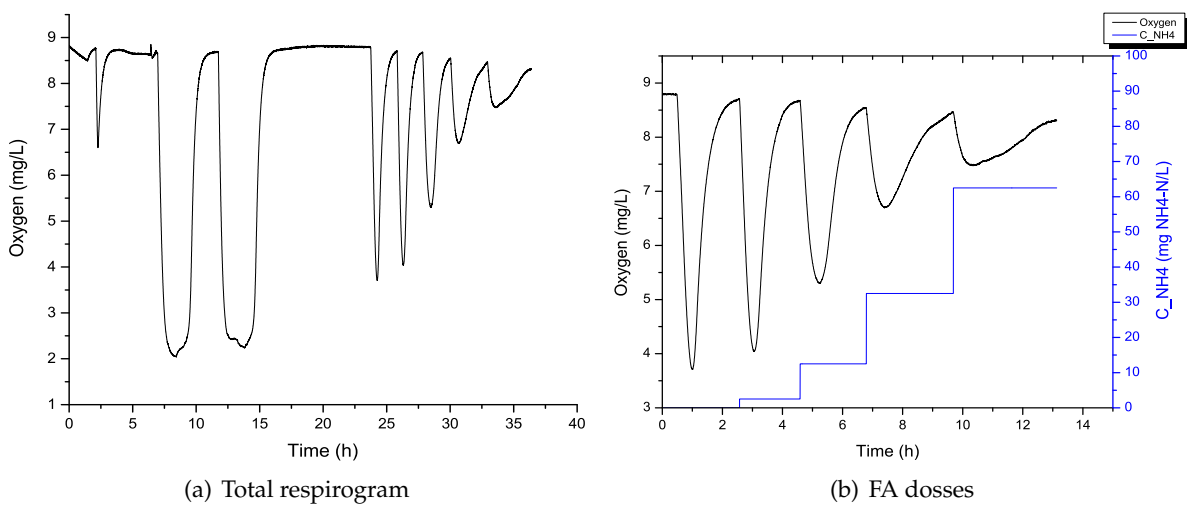 9
8
7
6
5
4
3
2
1
Oxygen (mg/L)
0 5 10 15 20 25 30 35 40
Time (h)
(a) Total respirogram
Oxygen
C_NH4
9
8
7
6
5
4
3
Oxygen (mg/L)
0 2 4 6 8 10 12 14
Time (h)
100
90
80
70
60
50
40
30
20
10
0
C_NH4 (mg NH4-N/L)
(b) FA dosses